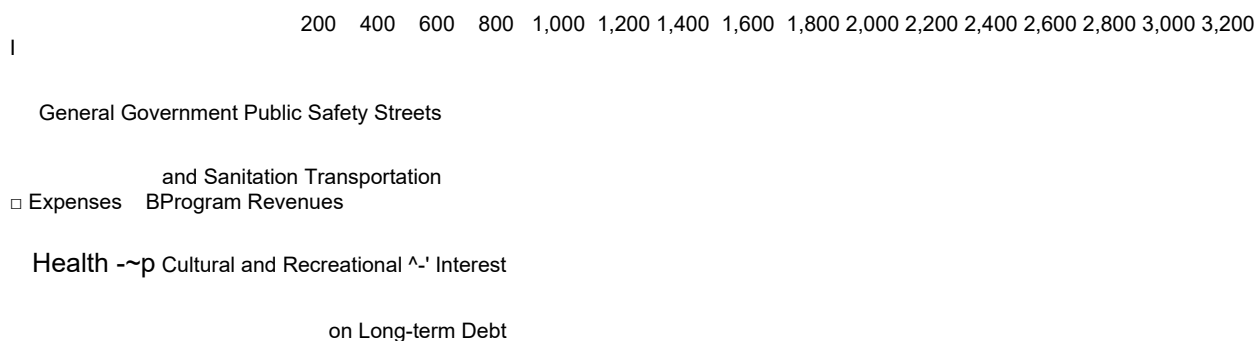 200 400 600 800 1,000 1,200 1,400 1,600 1,800 2,000 2,200 2,400 2,600 2,800 3,000 3,200
I
General Government Public Safety Streets
and Sanitation Transportation
□ Expenses BProgram Revenues
Health -~p Cultural and Recreational ^-' Interest
on Long-term Debt